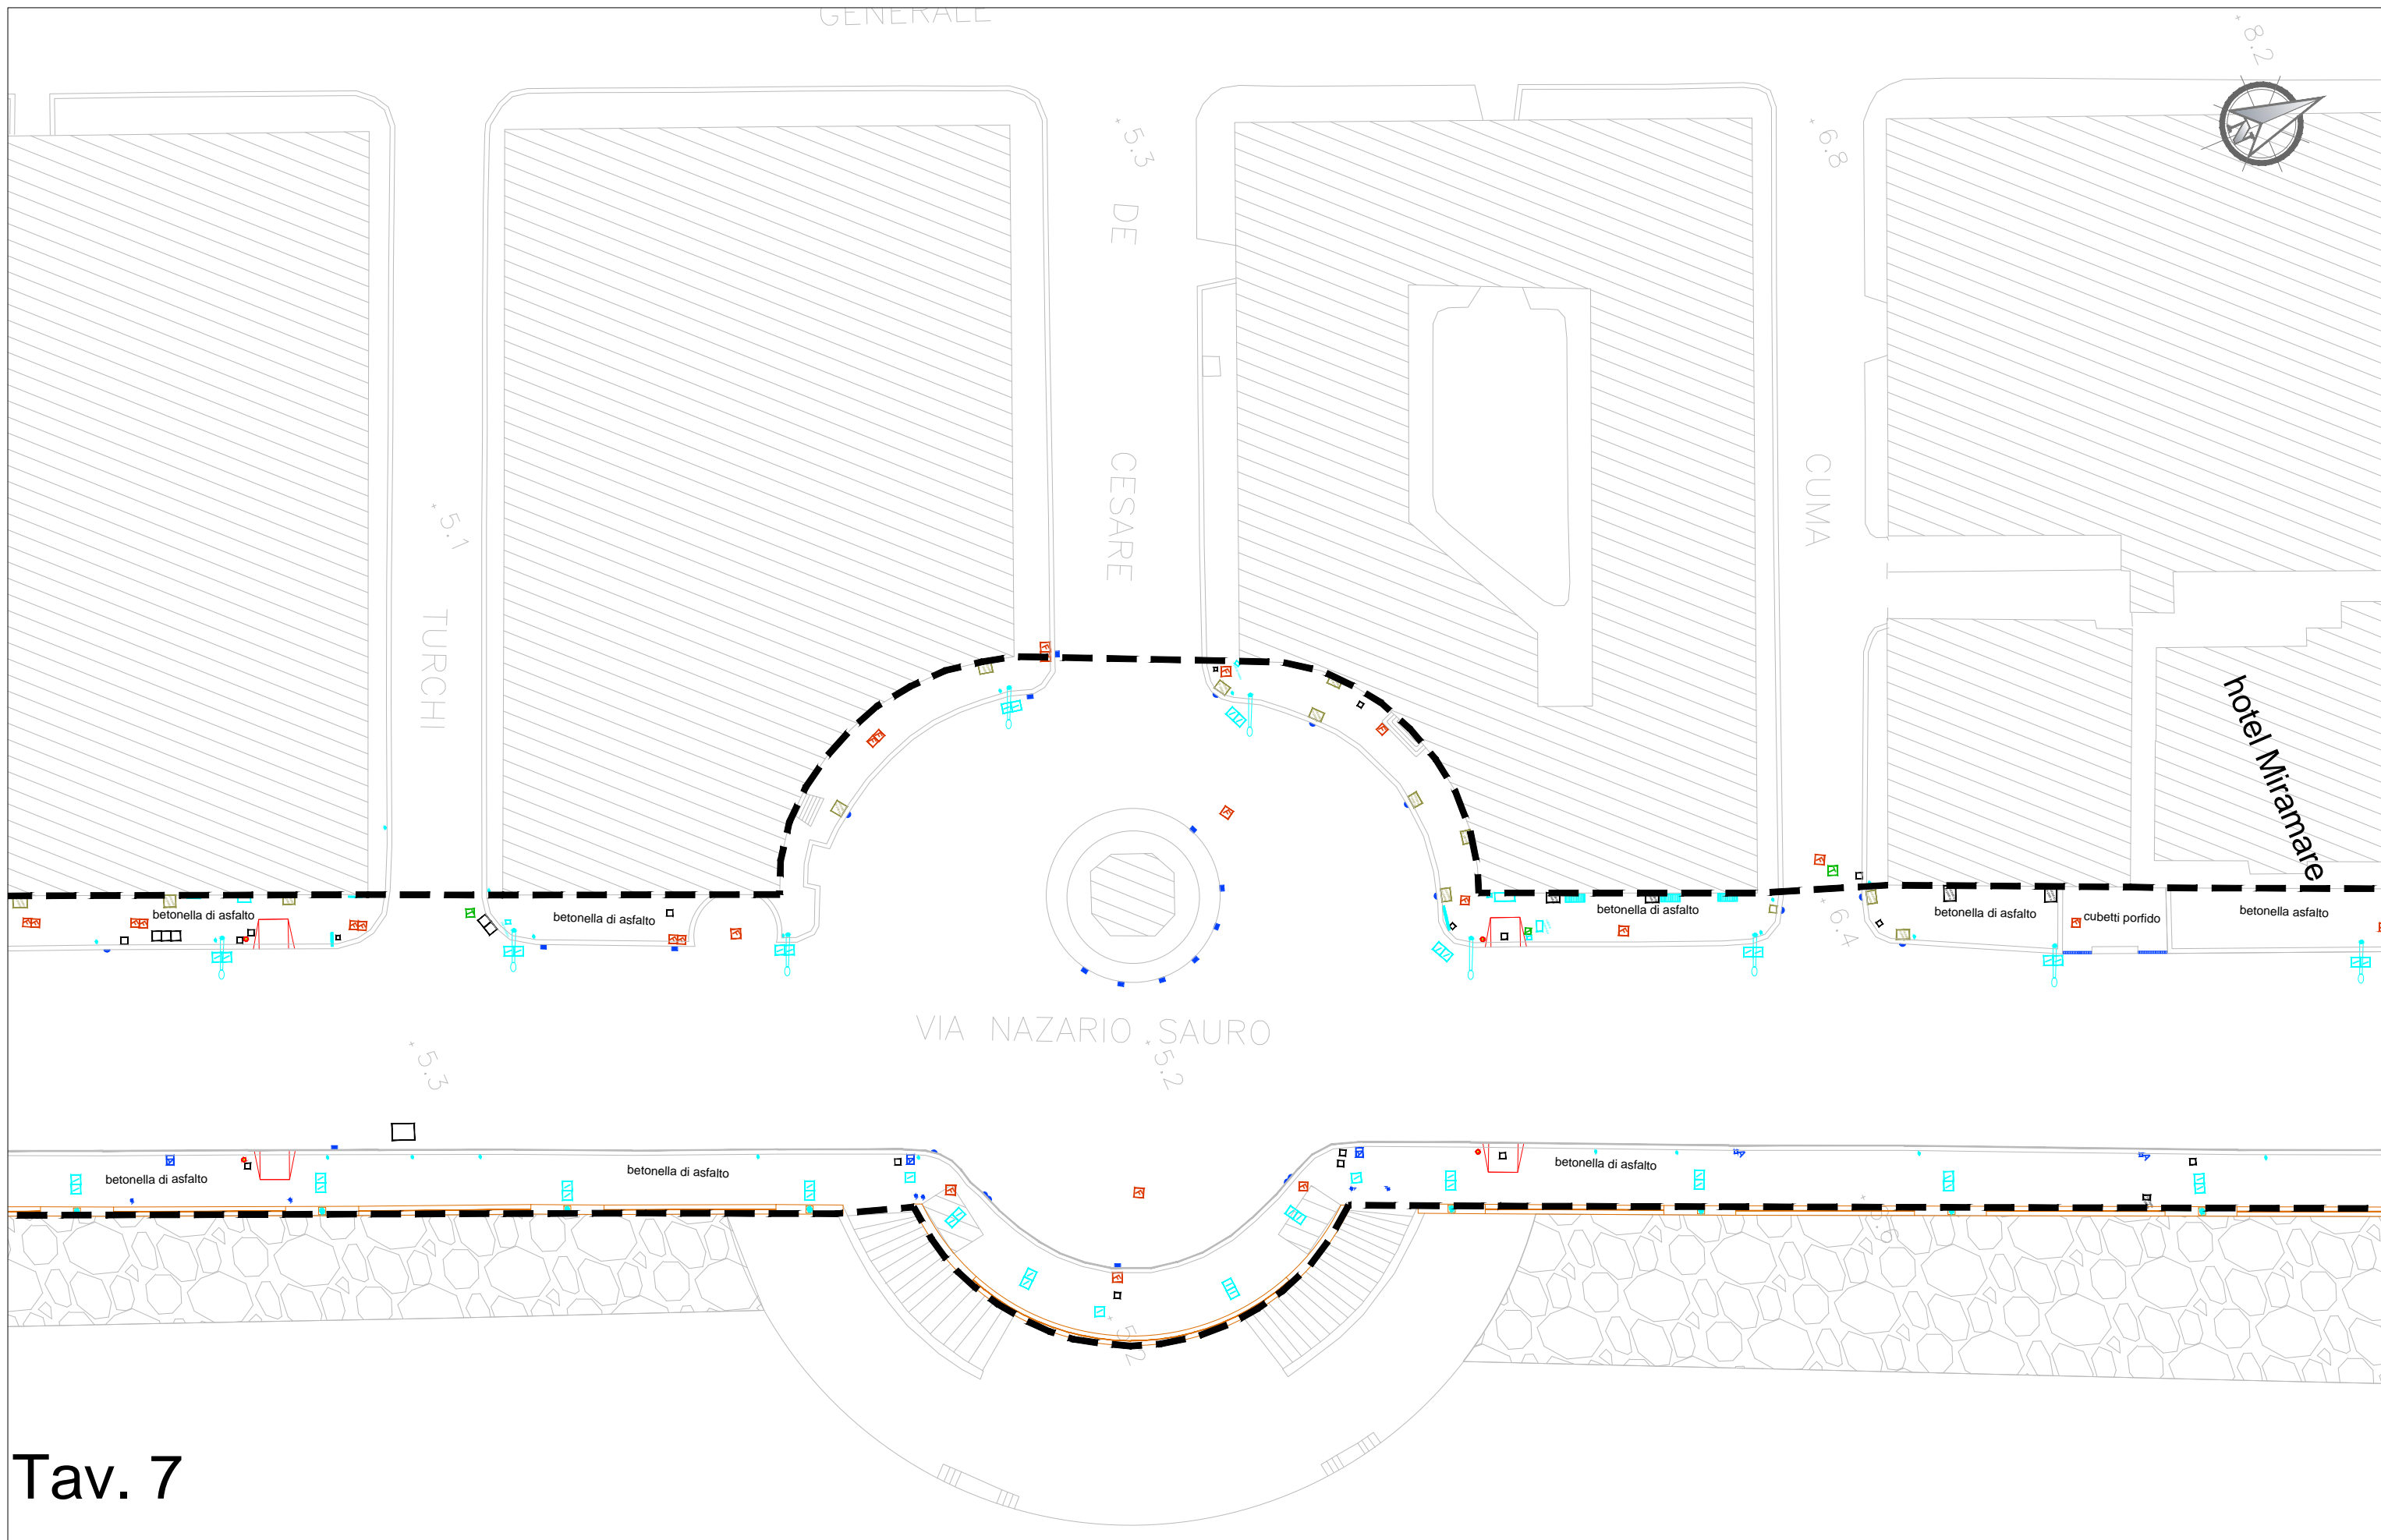 GENERALE
8.2
5.3
6.8
DE
CESARE
CUMA
5.1
TURCHI
hotel Miramare
betonella di asfalto
betonella di asfalto
betonella di asfalto
6.4
betonella di asfalto
cubetti porfido
betonella asfalto
VIA NAZARIO SAURO
5.3
5.2
betonella di asfalto
betonella di asfalto
betonella di asfalto
Tav. 7